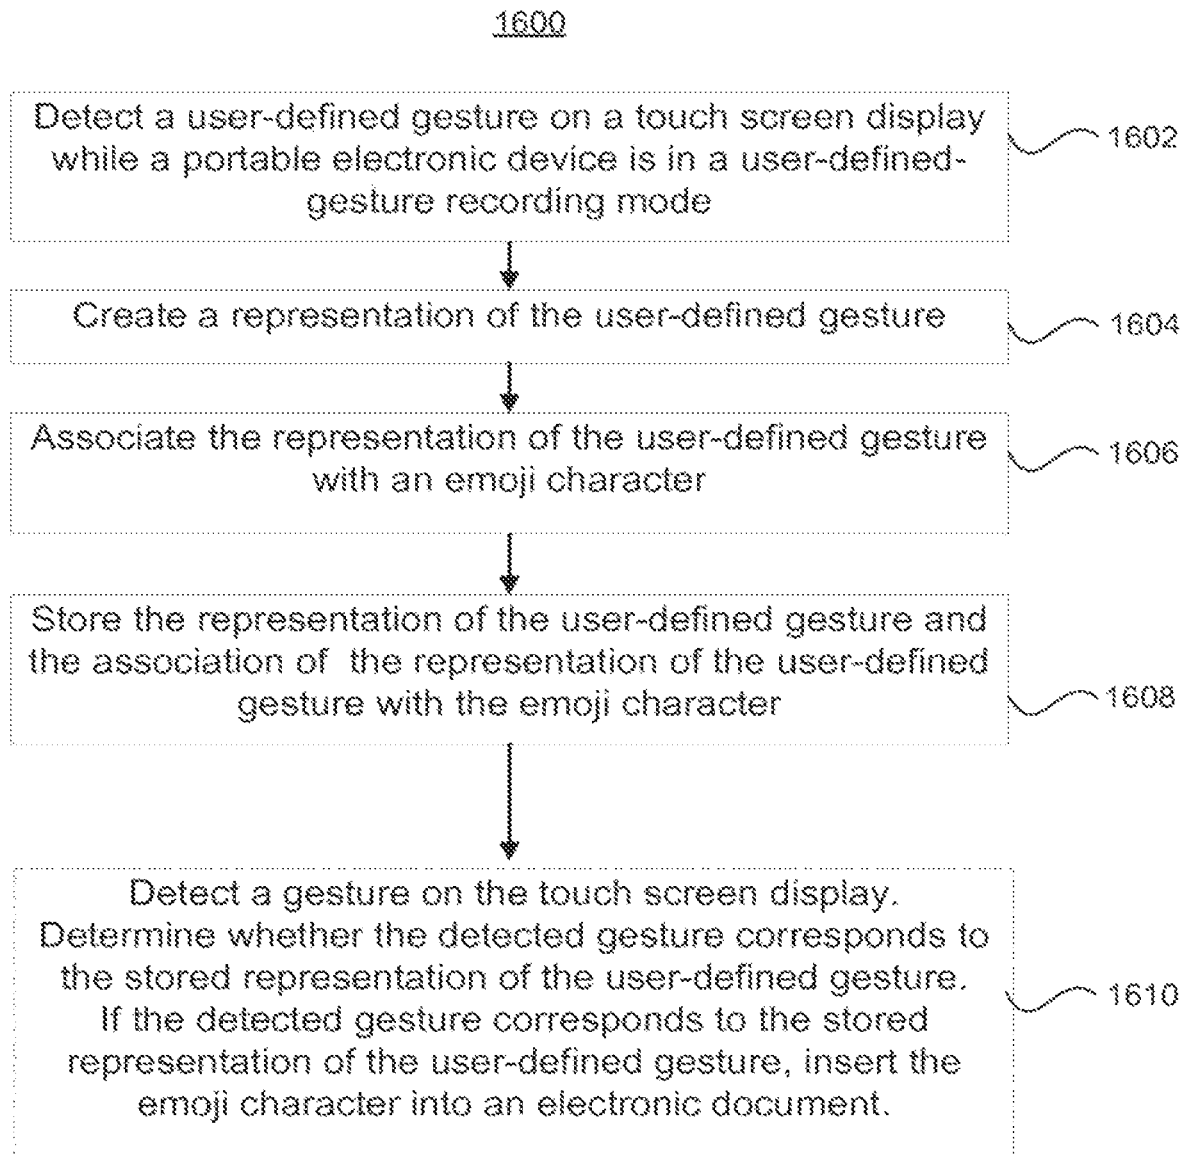 1600
Detect a user-defined gesture on a touch screen display
while a portable electronic device is in a user-defined-
gesture recording mode
1602
Create a representation of the user-defined gesture
1604
Associate the representation of the user-defined gesture
with an emoji character
1606
Store the representation of the user-defined gesture and
the association of the representation of the user-defined
gesture with the emoji character
1608
Detect a gesture on the touch screen display.
Determine whether the detected gesture corresponds to
the stored representation of the user-defined gesture.
If the detected gesture corresponds to the stored
representation of the user-defined gesture, insert the
emoji character into an electronic document.
1610